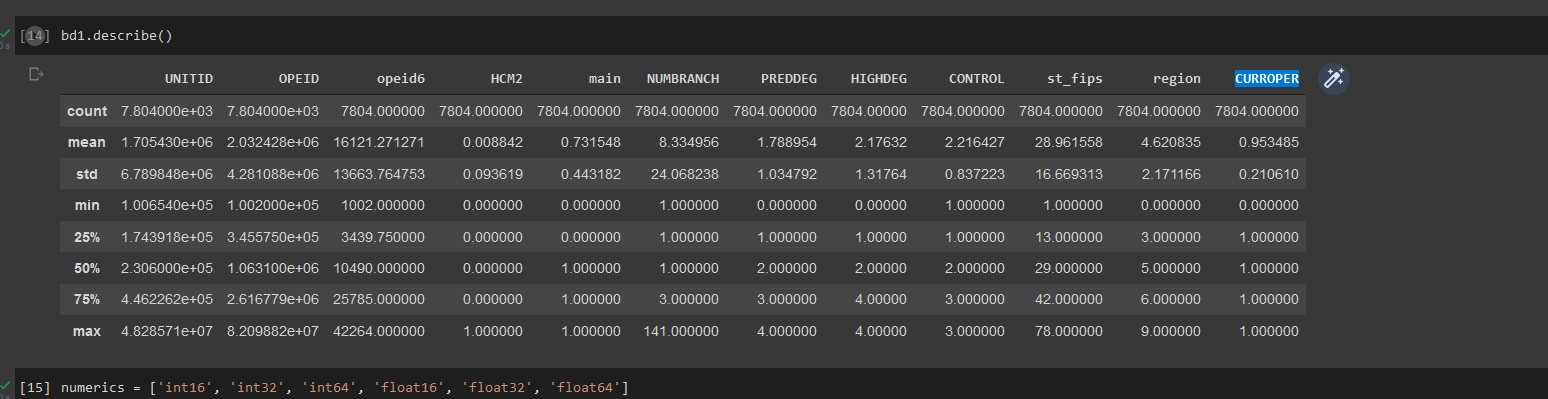 [14] bd1.describe()
UNITID OPEID opeid6 HCM2 main NUMBRANCH PREDDEG HIGHDEG CONTROL st_fips region CURROPER
count 7.804000e+03 7.804000e+03 7804.000000 7804.000000 7804.000000 7804.000000 7804.000000 7804.00000 7804.000000 7804.000000 7804.000000 7804.000000
mean 1.705430e+06 2.032428e+06 16121.271271 0.008842 0.731548 8.334956 1.788954 2.17632 2.216427 28.961558 4.620835 0.953485
std 6.789848e+06 4.281088e+06 13663.764753 0.093619 0.443182 24.068238 1.034792 1.31764 0.837223 16.669313 2.171166 0.210610
min 1.006540e+05 1.002000e+05 1002.000000 0.000000 0.000000 1.000000 0.000000 0.00000 1.000000 1.000000 0.000000 0.000000
25% 1.743918e+05 3.455750e+05 3439.750000 0.000000 0.000000 1.000000 1.000000 1.00000 1.000000 13.000000 3.000000 1.000000
50% 2.306000e+05 1.063100e+06 10490.000000 0.000000 1.000000 1.000000 2.000000 2.00000 2.000000 29.000000 5.000000 1.000000
75% 4.462262e+05 2.616779e+06 25785.000000 0.000000 1.000000 3.000000 3.000000 4.00000 3.000000 42.000000 6.000000 1.000000
max 4.828571e+07 8.209882e+07 42264.000000 1.000000 1.000000 141.000000 4.000000 4.00000 3.000000 78.000000 9.000000 1.000000
[15] numerics = ['int16', 'int32', 'int64', 'float16', 'float32', 'float64']